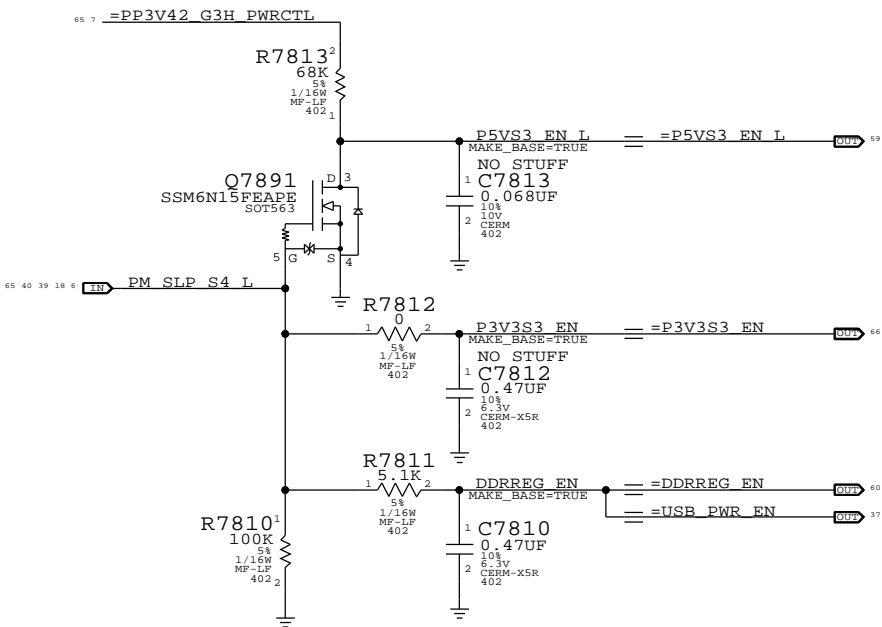 65 7 =PP3V42_G3H_PWRCTL
R7813 2
68K
5%
1/16W
MF-LF
402 1
P5VS3_EN_L =P5VS3_EN_L OUT 59
MAKE_BASE=TRUE
NO STUFF
1 C7813
0.068UF
10%
2 10V
CERM
402
Q7891 D 3
SSM6N15FEAPE
SOT563
5 G S 4
65 40 39 18 6 IN PM_SLP_S4_L
R7812
0
1 2
5%
1/16W
MF-LF
402
P3V3S3_EN =P3V3S3_EN OUT 66
MAKE_BASE=TRUE
NO STUFF
1 C7812
0.47UF
10%
2 6.3V
CERM-X5R
402
R7811
5.1K
1 2
5%
1/16W
MF-LF
402
DDRREG_EN =DDRREG_EN OUT 60
MAKE_BASE=TRUE
=USB_PWR_EN OUT 37
R7810 1
100K
5%
1/16W
MF-LF
402 2
1 C7810
0.47UF
10%
2 6.3V
CERM-X5R
402